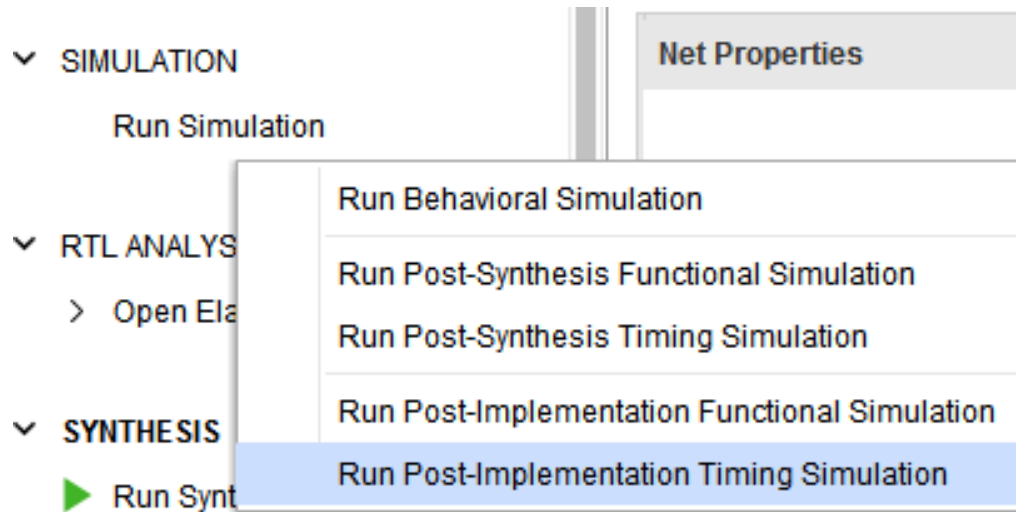 SIMULATION
Run Simulation
RTL ANALYS
Open Ela
SYNTHESIS
Run Synt
Net Properties
Run Behavioral Simulation
Run Post-Synthesis Functional Simulation
Run Post-Synthesis Timing Simulation
Run Post-Implementation Functional Simulation
Run Post-Implementation Timing Simulation